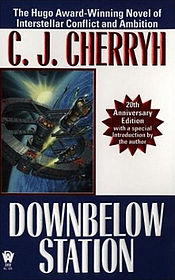 The Hugo Award-Winning Novel of
Interstellar Conflict and Ambition
C. J. CHERRYH
20th
Anniversary
Edition
with a special
Introduction by
the author
DOWNBELOW
STATION